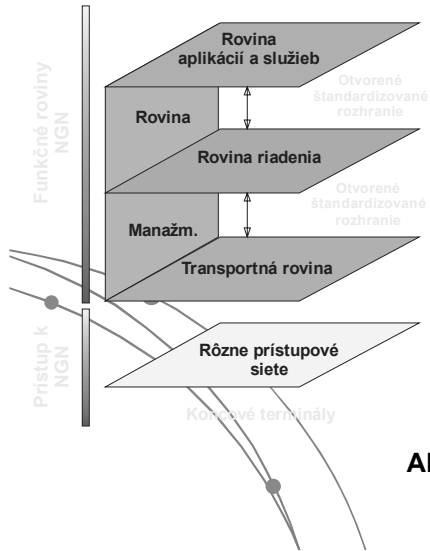 Rovina
aplikácií a služieb
Otvorené
štandardizované
rozhranie
Rovina
Funkčné roviny
NGN
Rovina riadenia
Otvorené
štandardizované
rozhranie
Manažm.
Transportná rovina
Rôzne prístupové
siete
Prístup k
NGN
Koncové terminály